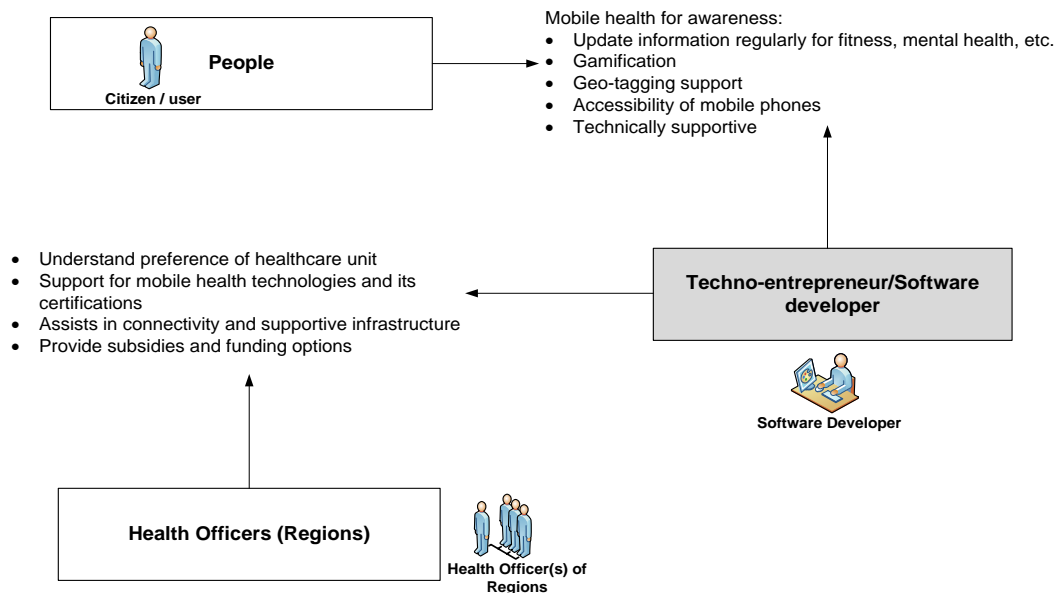 People
Citizen / user
Mobile health for awareness:
• Update information regularly for fitness, mental health, etc.
• Gamification
• Geo-tagging support
• Accessibility of mobile phones
• Technically supportive
• Understand preference of healthcare unit
• Support for mobile health technologies and its
certifications
• Assists in connectivity and supportive infrastructure
• Provide subsidies and funding options
Techno-entrepreneur/Software
developer
Software Developer
Health Officers (Regions)
Health Officer(s) of
Regions